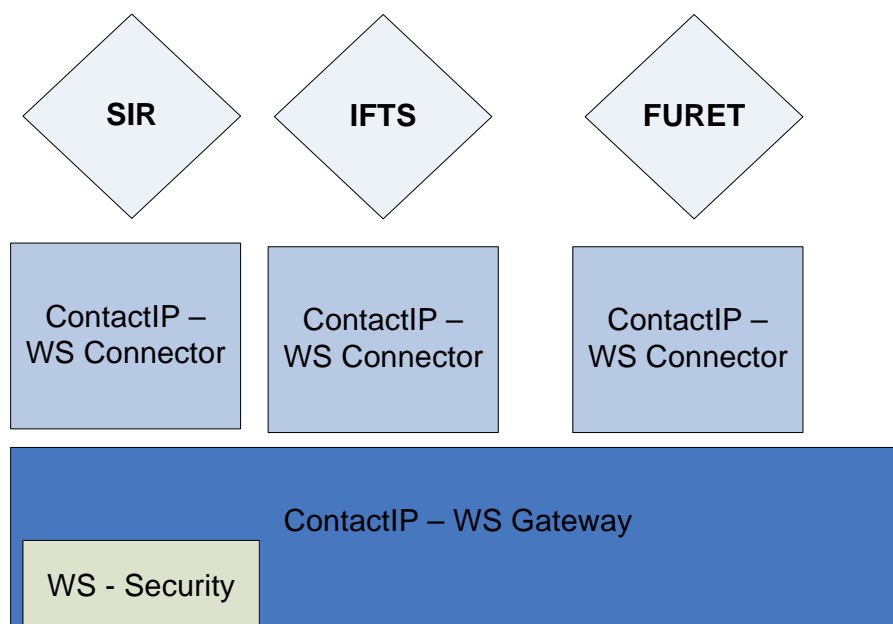 SIR
IFTS
FURET
ContactIP –
WS Connector
ContactIP –
WS Connector
ContactIP –
WS Connector
ContactIP – WS Gateway
WS - Security